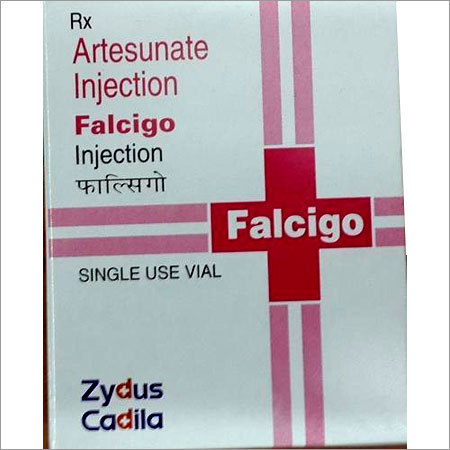 Rx
Artesunate
Injection
Falcigo
Injection
फाल्सिगो
Falcigo
SINGLE USE VIAL
Zydus
Cadila